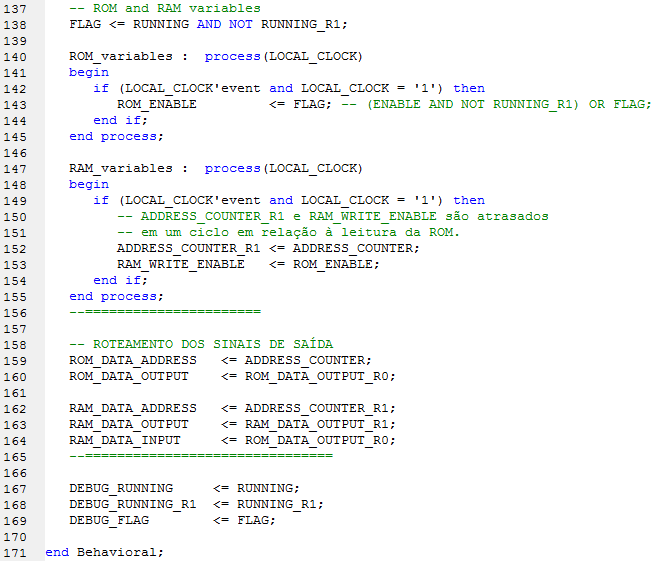 137    -- ROM and RAM variables
138    FLAG <= RUNNING AND NOT RUNNING_R1;
139
140    ROM_variables :  process(LOCAL_CLOCK)
141    begin
142       if (LOCAL_CLOCK'event and LOCAL_CLOCK = '1') then
143          ROM_ENABLE         <= FLAG; -- (ENABLE AND NOT RUNNING_R1) OR FLAG;
144       end if;
145    end process;
146
147    RAM_variables :  process(LOCAL_CLOCK)
148    begin
149       if (LOCAL_CLOCK'event and LOCAL_CLOCK = '1') then
150          -- ADDRESS_COUNTER_R1 e RAM_WRITE_ENABLE são atrasados
151          -- em um ciclo em relação à leitura da ROM.
152          ADDRESS_COUNTER_R1 <= ADDRESS_COUNTER;
153          RAM_WRITE_ENABLE   <= ROM_ENABLE;
154       end if;
155    end process;
156    --======================
157
158    -- ROTEAMENTO DOS SINAIS DE SAÍDA
159    ROM_DATA_ADDRESS   <= ADDRESS_COUNTER;
160    ROM_DATA_OUTPUT    <= ROM_DATA_OUTPUT_R0;
161
162    RAM_DATA_ADDRESS   <= ADDRESS_COUNTER_R1;
163    RAM_DATA_OUTPUT    <= RAM_DATA_OUTPUT_R1;
164    RAM_DATA_INPUT     <= ROM_DATA_OUTPUT_R0;
165    --===============================
166
167    DEBUG_RUNNING     <= RUNNING;
168    DEBUG_RUNNING_R1  <= RUNNING_R1;
169    DEBUG_FLAG        <= FLAG;
170
171 end Behavioral;